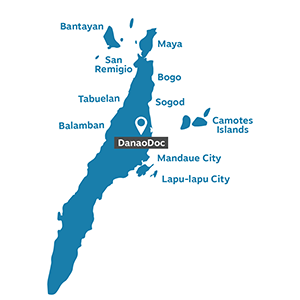 Bantayan
Maya
San
Remigio
Bogo
Tabuelan
Sogod
Balamban
Camotes
Islands
DanaoDoc
Mandaue City
Lapu-lapu City